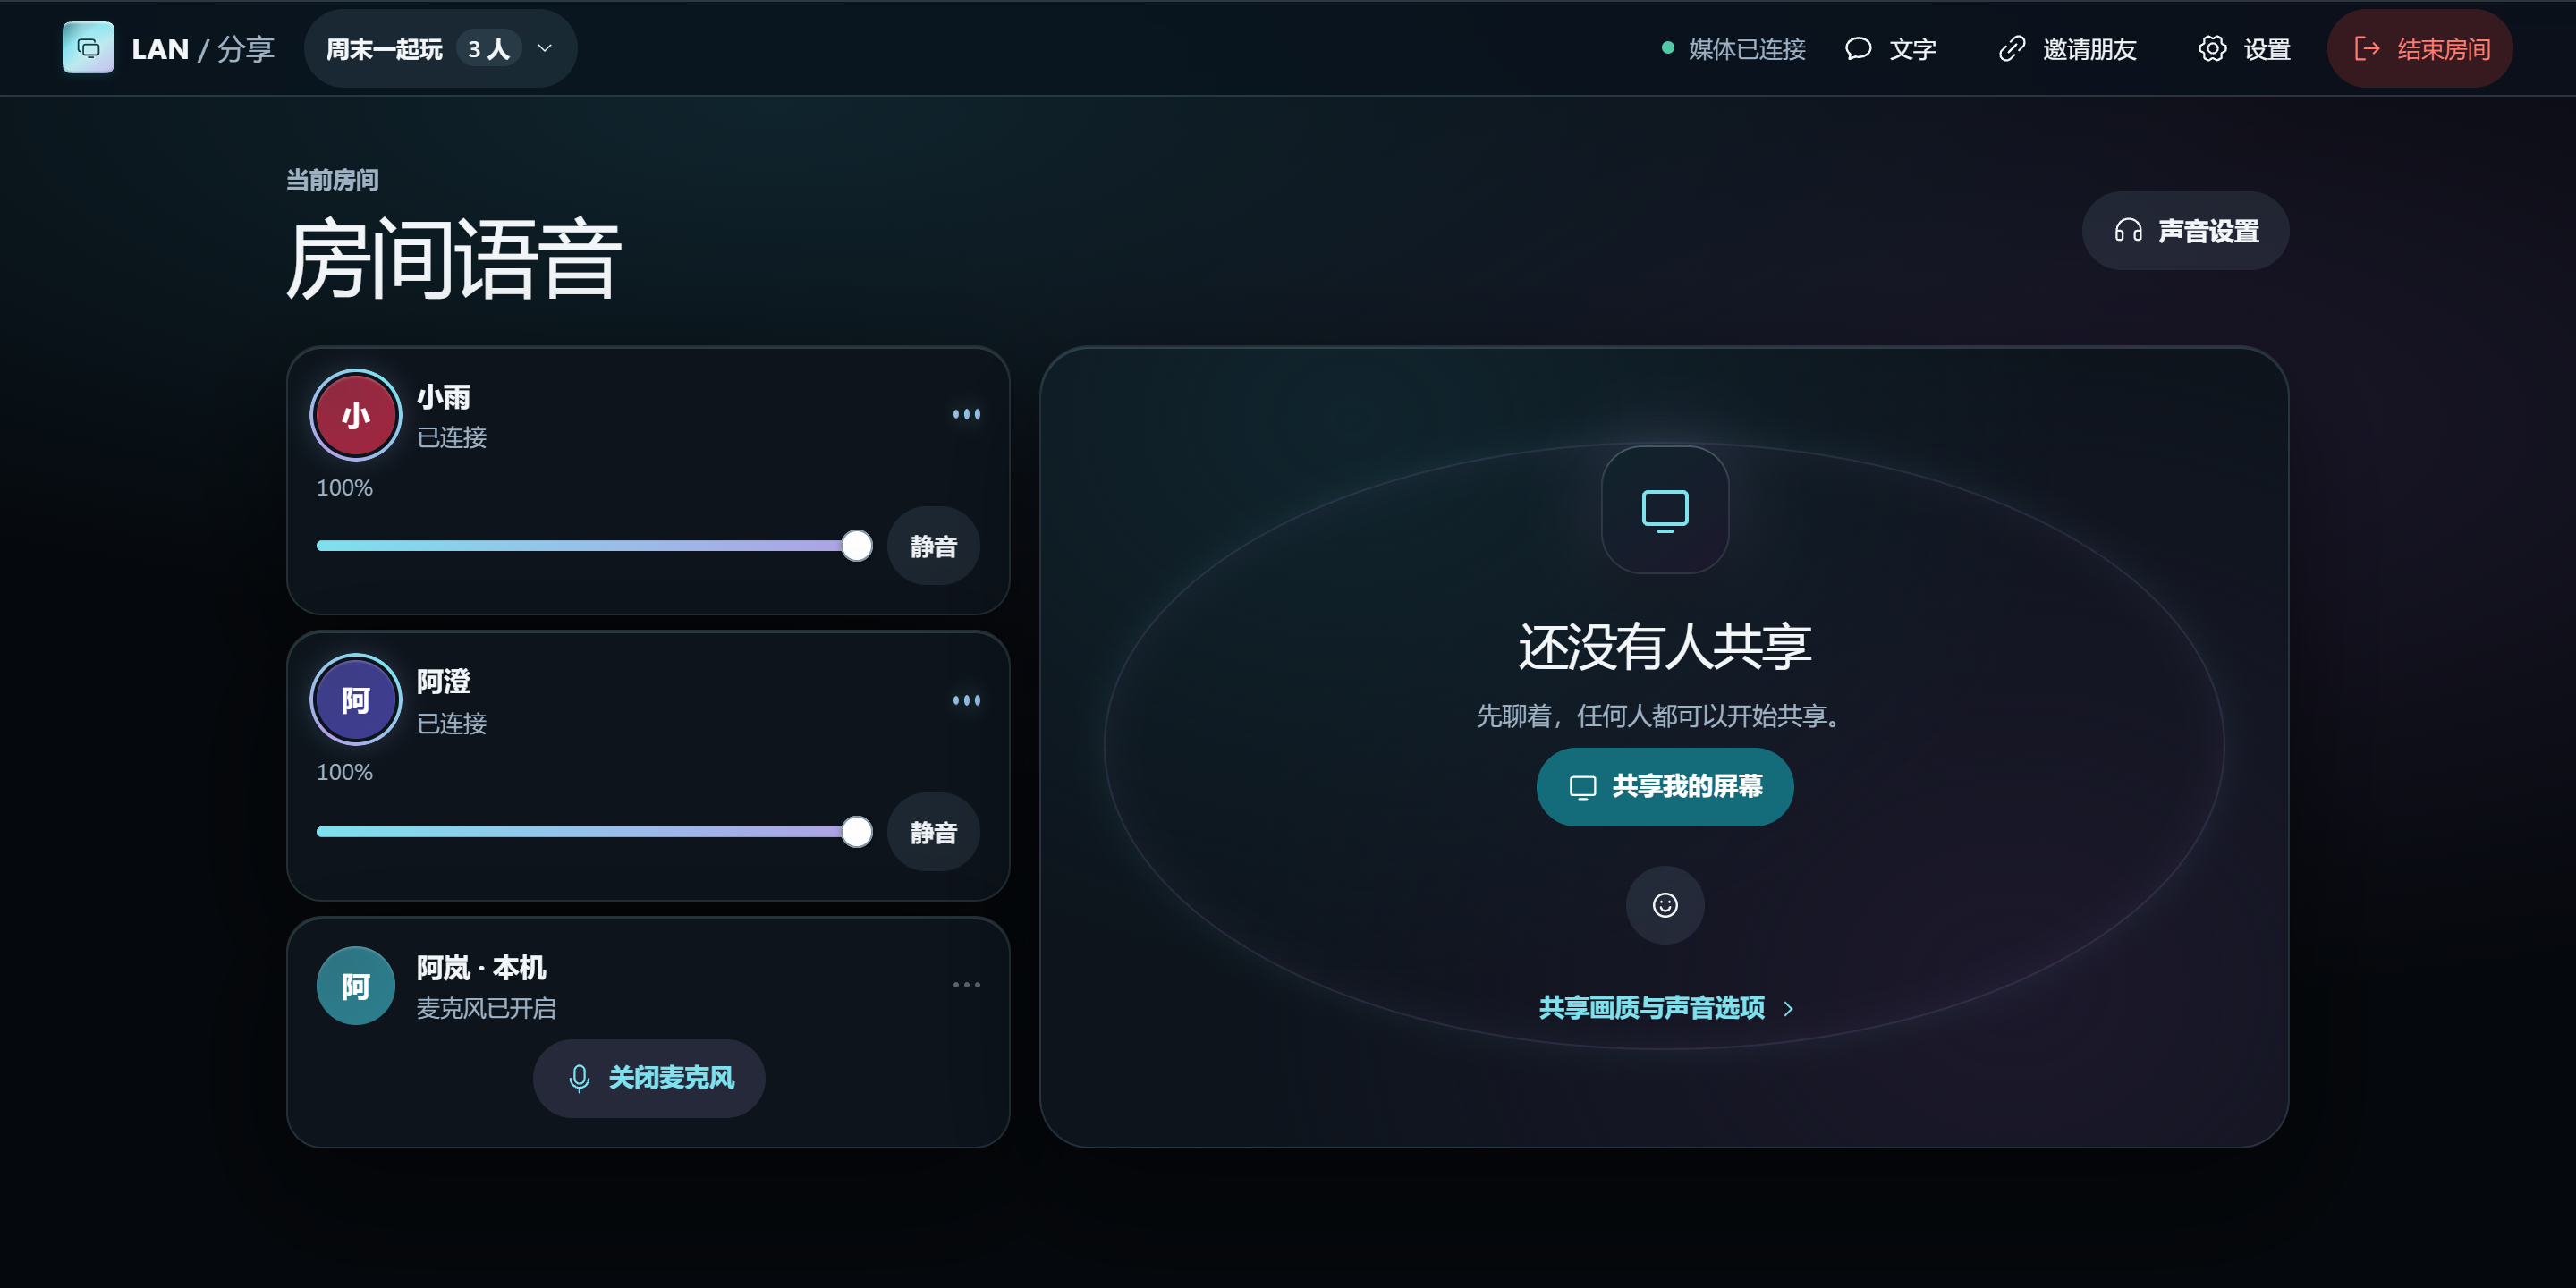 LAN / 分享
周末一起玩 3 人
媒体已连接
文字
邀请朋友
设置
结束房间
当前房间
房间语音
声音设置
小
小雨
已连接
100%
静音
阿
阿澄
已连接
100%
静音
阿
阿岚 · 本机
麦克风已开启
关闭麦克风
还没有人共享
先聊着，任何人都可以开始共享。
共享我的屏幕
共享画质与声音选项